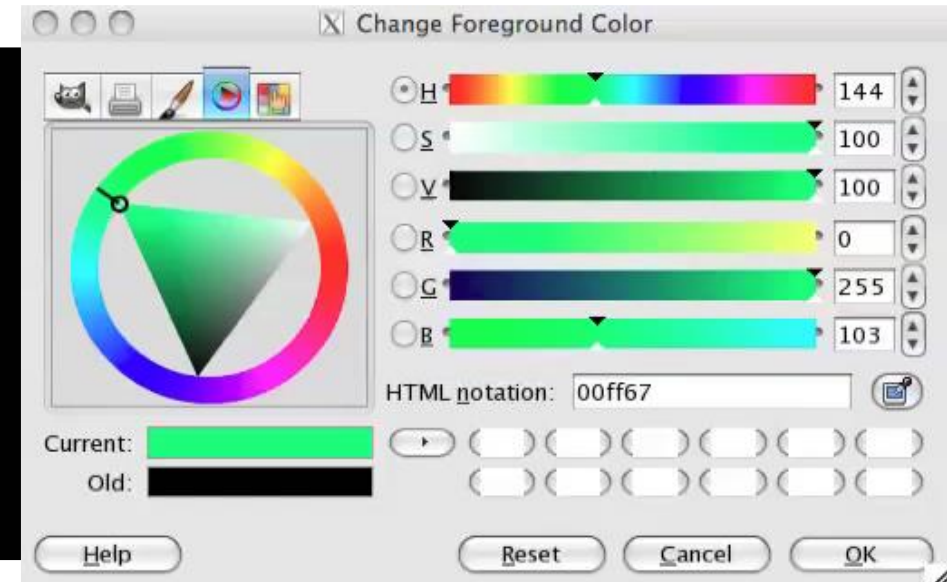 X Change Foreground Color
H 144
S 100
V 100
R 0
G 255
B 103
HTML notation: 00ff67
Current:
Old:
Help Reset Cancel OK